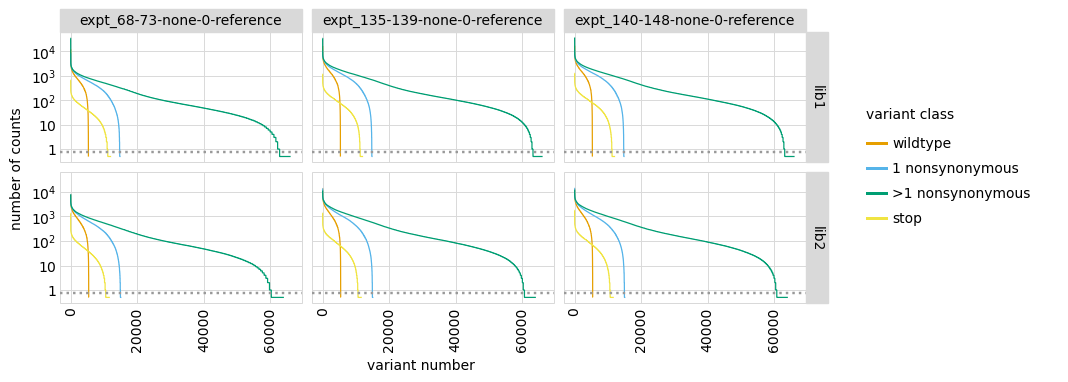 expt_68-73-none-0-reference expt_135-139-none-0-reference expt_140-148-none-0-reference
10⁴
10³
10²
10
1
lib1
10⁴
10³
10²
10
1
lib2
number of counts
0 20000 40000 60000 0 20000 40000 60000 0 20000 40000 60000
variant number
variant class
wildtype
1 nonsynonymous
>1 nonsynonymous
stop